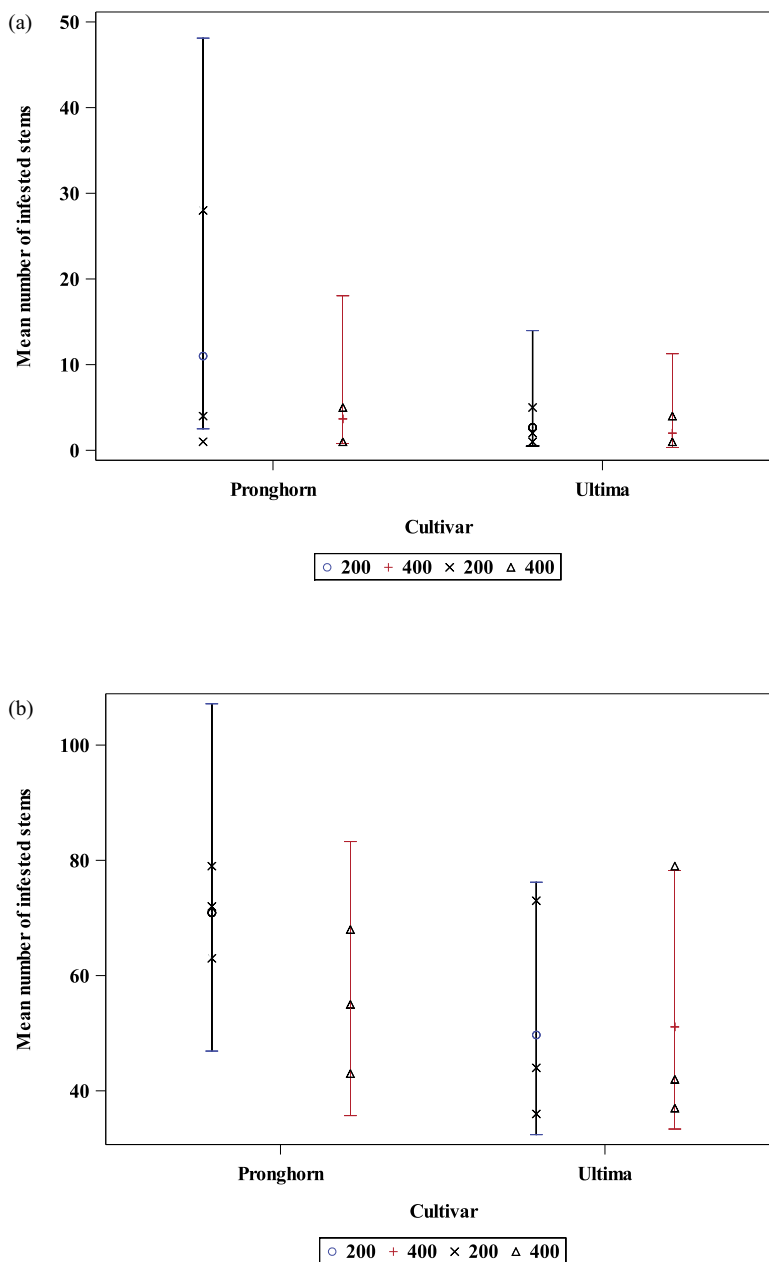 (a)
Mean number of infested stems
50
40
30
20
10
0
Pronghorn Ultima
Cultivar
○ 200 + 400 × 200 △ 400
(b)
Mean number of infested stems
100
80
60
40
Pronghorn Ultima
Cultivar
○ 200 + 400 × 200 △ 400